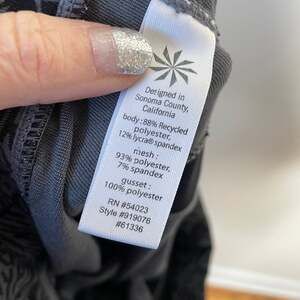 Designed in
Sonoma County,
California
body : 88% Recycled
polyester,
12% lycra® spandex
mesh :
93% polyester,
7% spandex
gusset :
100% polyester
RN #54023
Style #919076
#61336